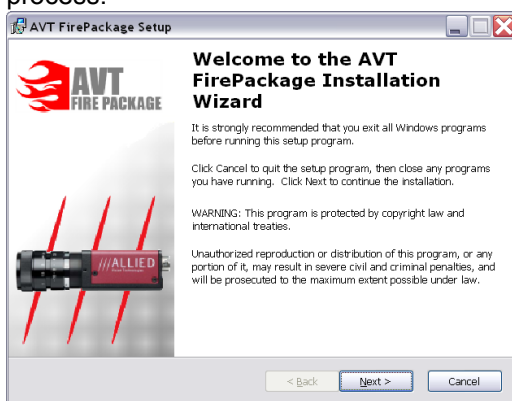 process.
AVT FirePackage Setup
AVT
FIRE PACKAGE
Welcome to the AVT
FirePackage Installation
Wizard
It is strongly recommended that you exit all Windows programs
before running this setup program.
Click Cancel to quit the setup program, then close any programs
you have running. Click Next to continue the installation.
WARNING: This program is protected by copyright law and
international treaties.
Unauthorized reproduction or distribution of this program, or any
portion of it, may result in severe civil and criminal penalties, and
will be prosecuted to the maximum extent possible under law.
///ALLIED
< Back
Next >
Cancel